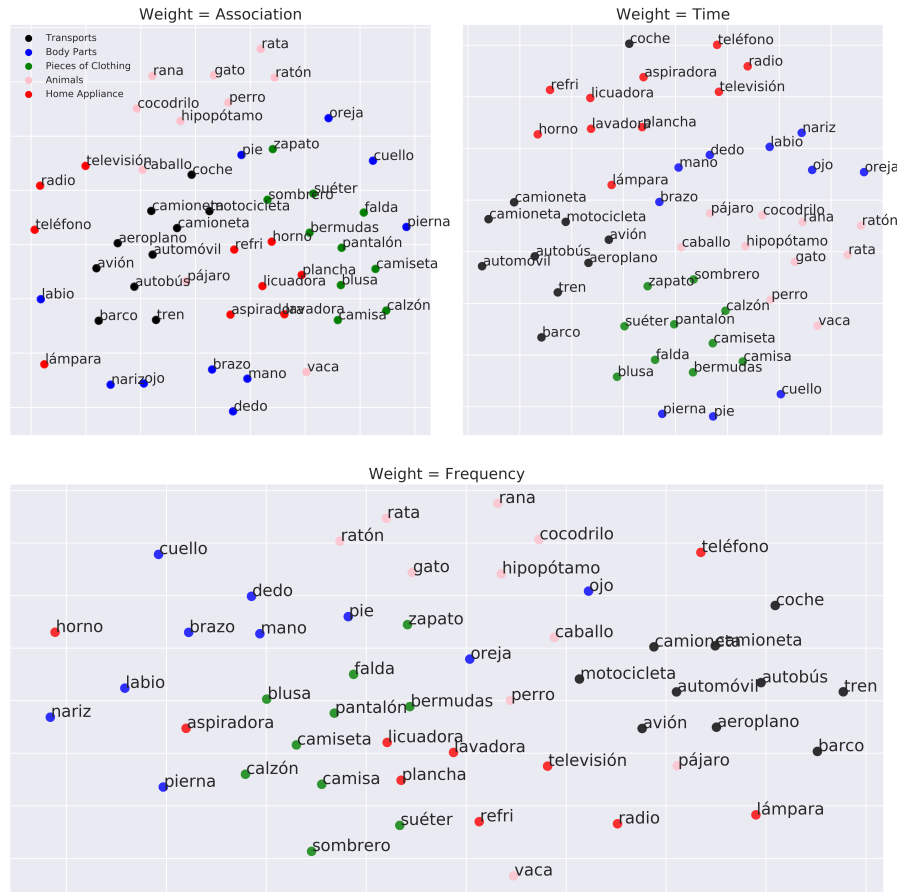 Weight = Association
Transports
Body Parts
Pieces of Clothing
Animals
Home Appliance
rata
rana
gato
ratón
cocodrilo
perro
hipopótamo
oreja
zapato
pie
cuello
televisión
caballo
coche
radio
sombrero
suéter
camioneta
motocicleta
falda
teléfono
camioneta
bermudas
pierna
aeroplano
automóvil
refri
horno
pantalón
avión
pájaro
plancha
camiseta
autobús
licuadora
blusa
labio
barco
tren
aspiradora
lavadora
camisa
calzón
lámpara
brazo
vaca
nariz
ojo
mano
dedo
Weight = Time
coche
teléfono
radio
aspiradora
refri
licuadora
televisión
horno
lavadora
plancha
nariz
labio
dedo
mano
ojo
oreja
lámpara
brazo
camioneta
pájaro
cocodrilo
camioneta
motocicleta
rana
ratón
avión
caballo
hipopótamo
rata
autobús
automóvil
aeroplano
gato
tren
zapato
sombrero
perro
calzón
barco
suéter
pantalón
vaca
camiseta
falda
camisa
blusa
bermudas
cuello
pierna
pie
Weight = Frequency
rana
rata
ratón
cocodrilo
cuello
teléfono
gato
hipopótamo
dedo
ojo
coche
pie
zapato
horno
brazo
mano
caballo
camioneta
camioneta
oreja
falda
motocicleta
autobús
labio
automóvil
tren
blusa
perro
nariz
pantalón
bermudas
aspiradora
avión
aeroplano
camiseta
licuadora
lavadora
barco
televisión
pájaro
calzón
pierna
camisa
plancha
suéter
refri
radio
lámpara
sombrero
vaca